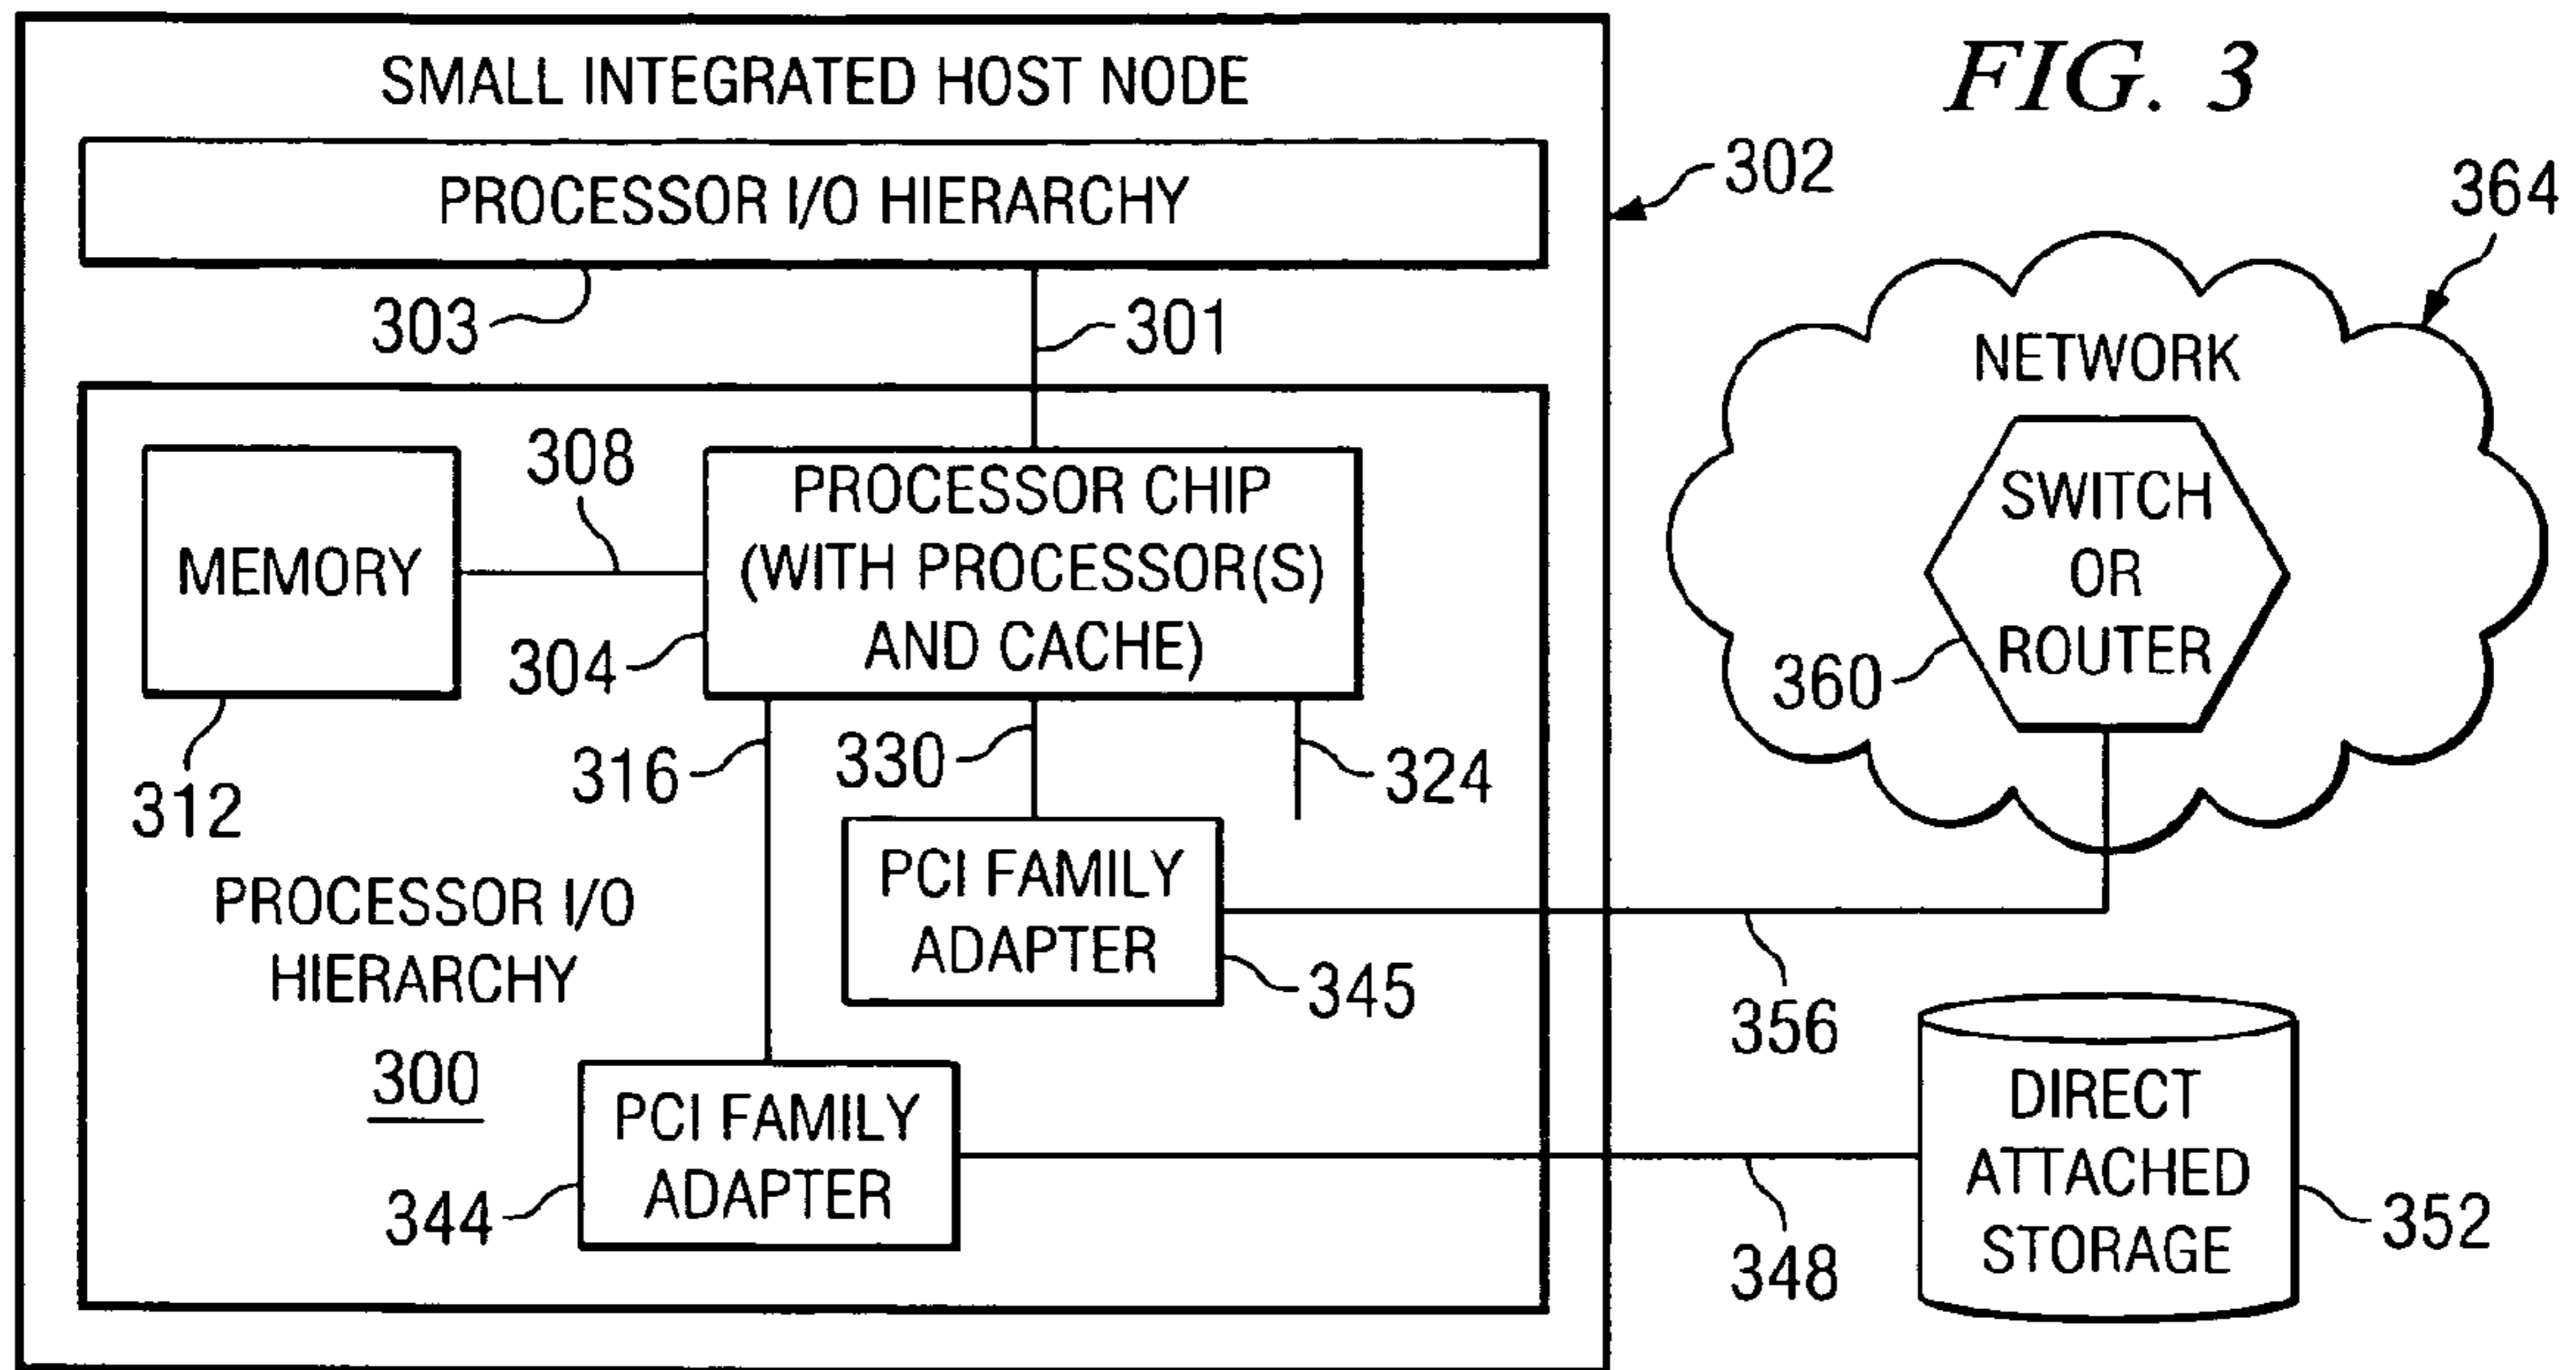 FIG. 3
SMALL INTEGRATED HOST NODE
PROCESSOR I/O HIERARCHY
302
303
301
364
NETWORK
SWITCH
OR
ROUTER
360
MEMORY
308
PROCESSOR CHIP
(WITH PROCESSOR(S)
AND CACHE)
304
312
316
330
324
PROCESSOR I/O
HIERARCHY
300
PCI FAMILY
ADAPTER
345
356
PCI FAMILY
ADAPTER
344
348
DIRECT
ATTACHED
STORAGE
352